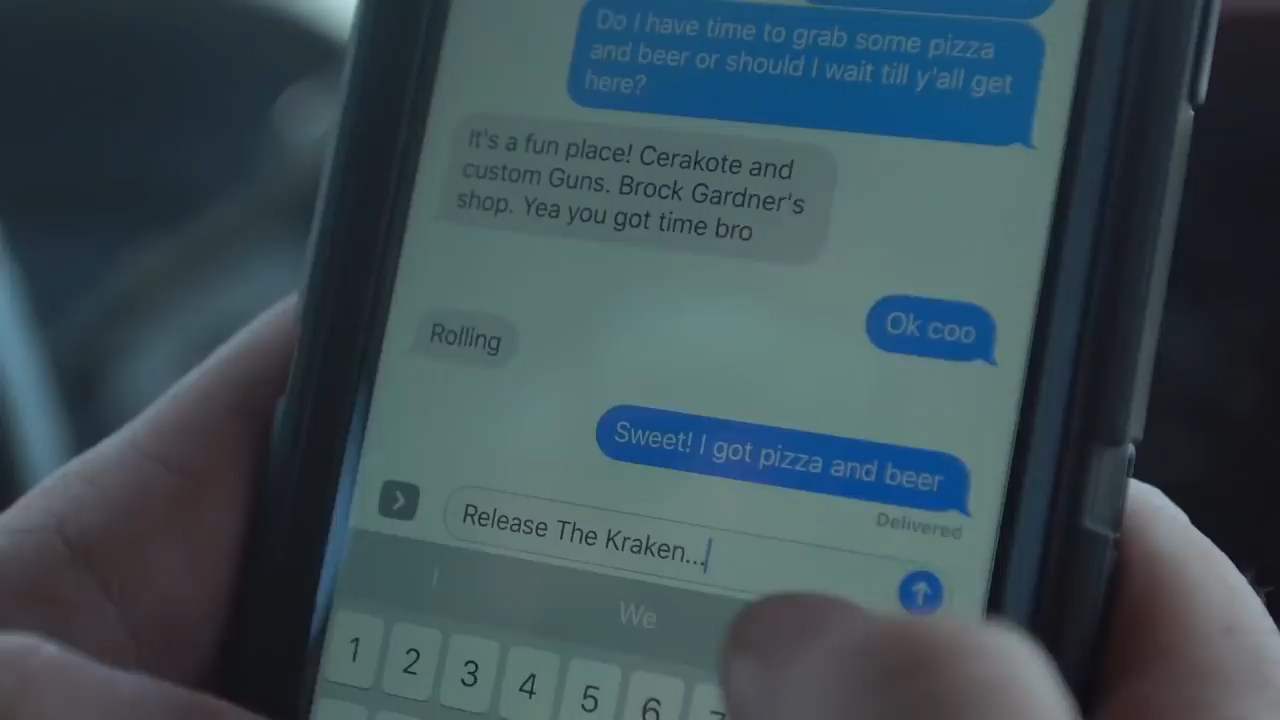 Do I have time to grab some pizza
and beer or should I wait till y'all get
here?
It's a fun place! Cerakote and
custom Guns. Brock Gardner's
shop. Yea you got time bro
Ok coo
Rolling
Sweet! I got pizza and beer
Delivered
Release The Kraken...
I
We
1 2 3 4 5 6 7